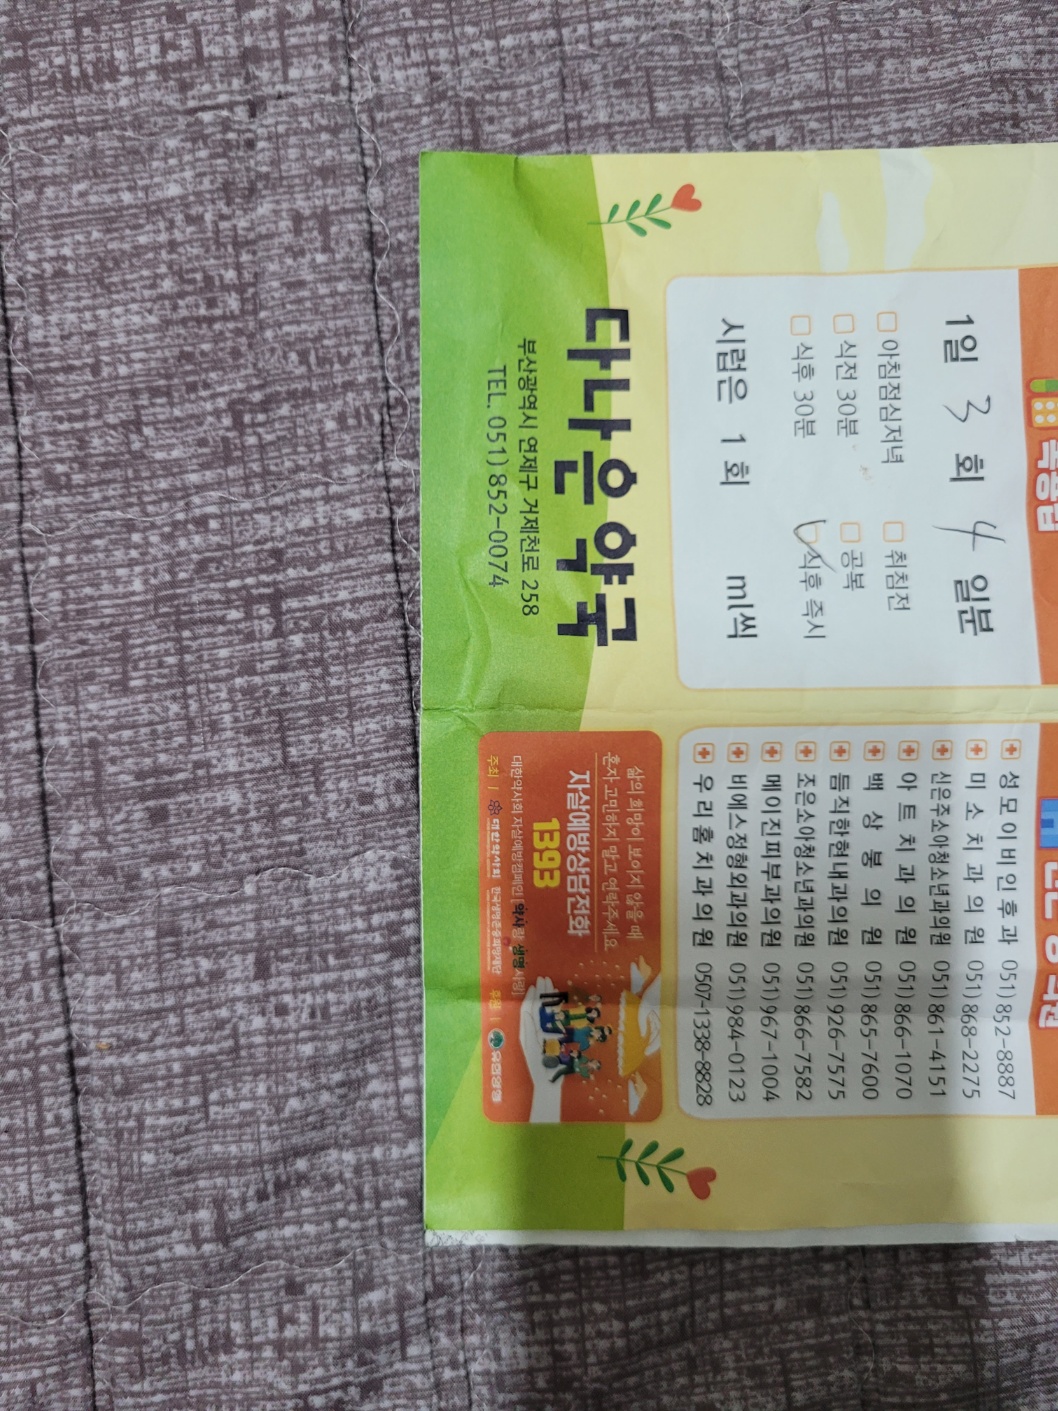 복용법
1일 3 회 4 일분
□ 아침점심저녁 □ 취침전
□ 식전 30분 □ 공복
□ 식후 30분 ☑ 식후 즉시
시럽은 1 회 ml씩
다나은약국
부산광역시 연제구 거제천로 258
TEL. 051) 852-0074
성모이비인후과 051)852-8887
미소치과의원 051)868-2275
신은주소아청소년과의원 051)861-4151
아트치과의원 051)866-1070
백상봉의원 051)865-7600
듬직한현내과의원 051)926-7575
조은소아청소년과의원 051)866-7582
메이진피부과의원 051)967-1004
비에스정형외과의원 051)984-0123
우리홈치과의원 0507-1338-8828
삶의 희망이 보이지 않을 때
혼자 고민하지 말고 연락주세요
자살예방상담전화
1393
대한약사회 자살예방캠페인 | 약사랑 생명사랑
주최 | 대한약사회 한국생명존중희망재단 후원 | 유한양행